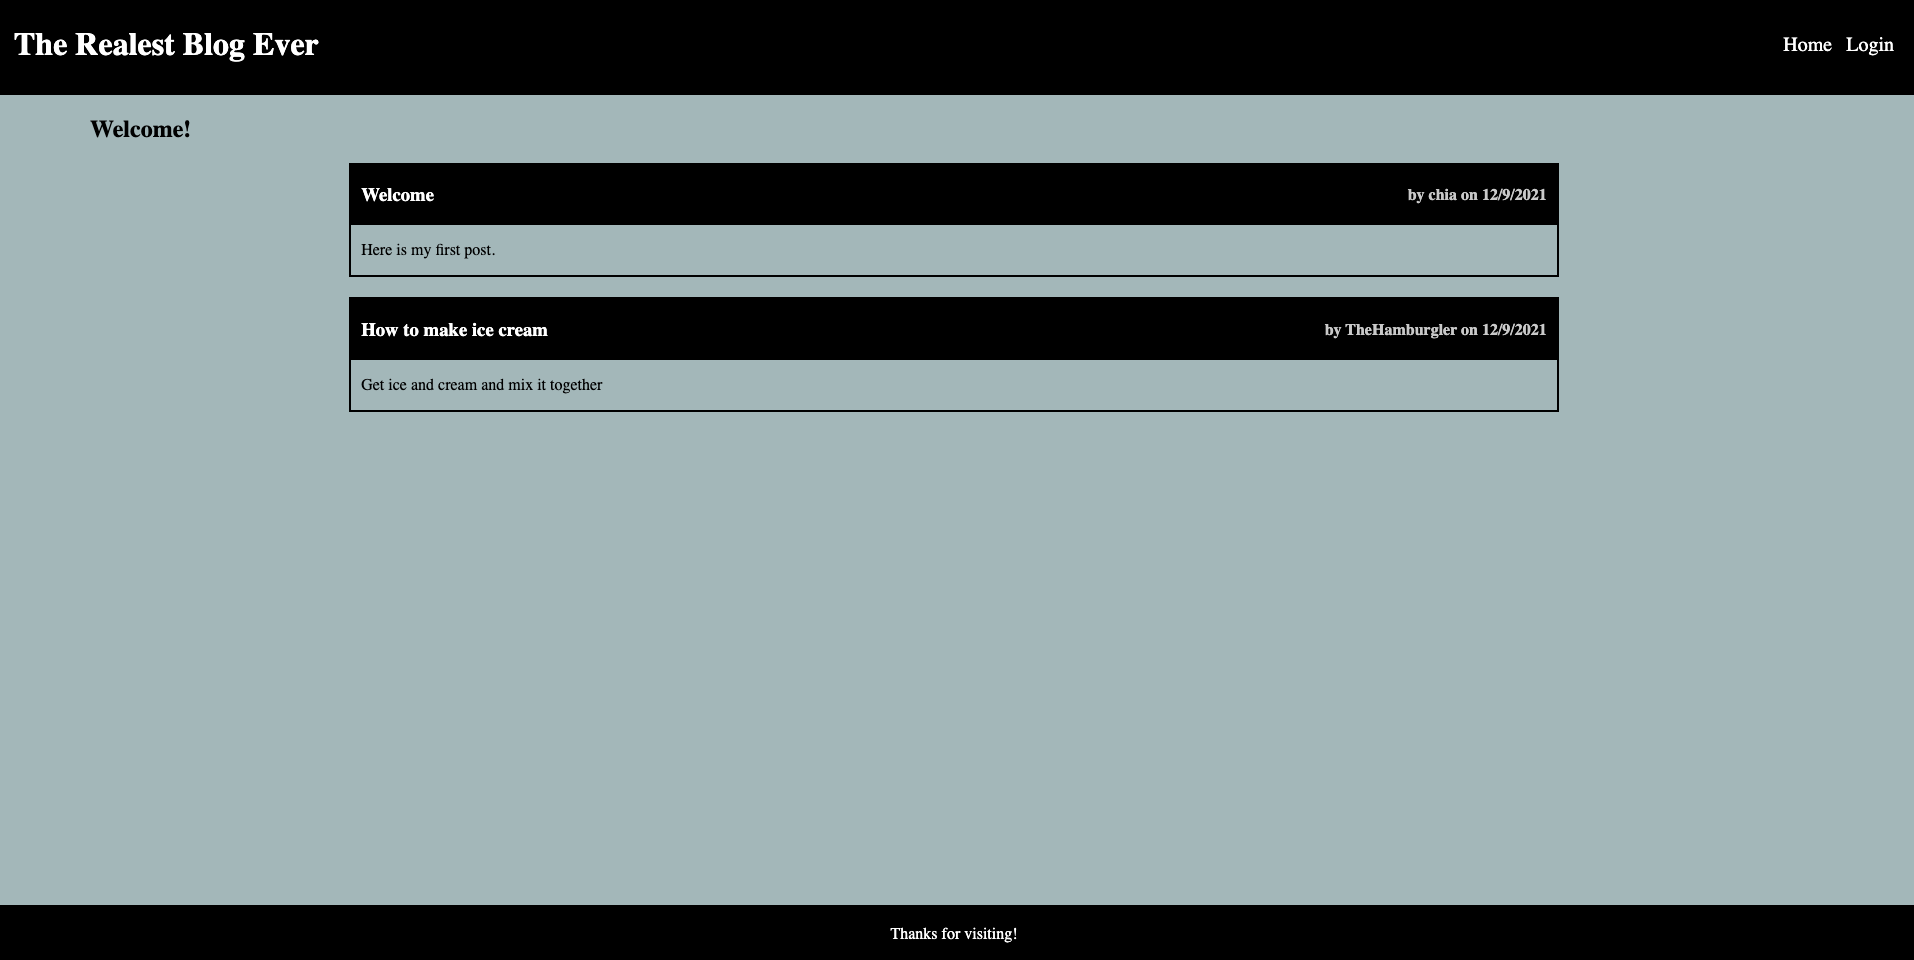 The Realest Blog Ever
Home Login
Welcome!
Welcome
by chia on 12/9/2021
Here is my first post.
How to make ice cream
by TheHamburgler on 12/9/2021
Get ice and cream and mix it together
Thanks for visiting!